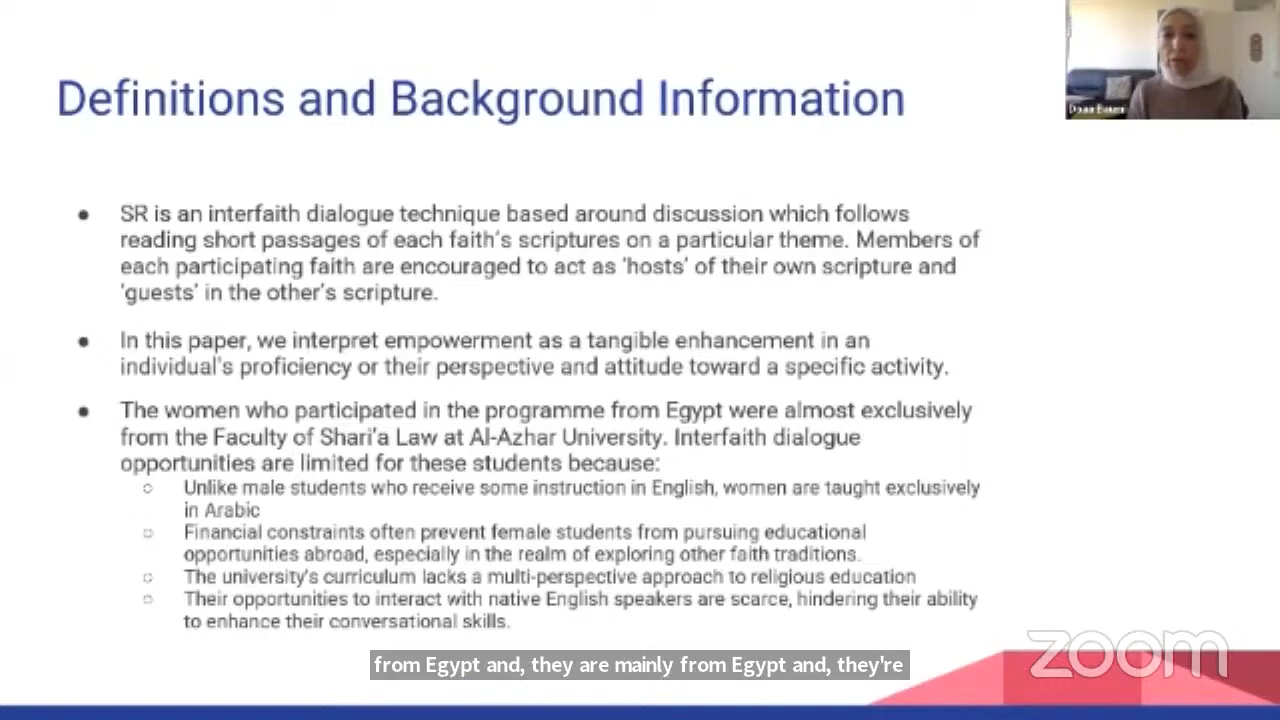 Definitions and Background Information
● SR is an interfaith dialogue technique based around discussion which follows
reading short passages of each faith's scriptures on a particular theme. Members of
each participating faith are encouraged to act as 'hosts' of their own scripture and
'guests' in the other's scripture.
● In this paper, we interpret empowerment as a tangible enhancement in an
individual's proficiency or their perspective and attitude toward a specific activity.
● The women who participated in the programme from Egypt were almost exclusively
from the Faculty of Shari'a Law at Al-Azhar University. Interfaith dialogue
opportunities are limited for these students because:
○ Unlike male students who receive some instruction in English, women are taught exclusively
in Arabic
○ Financial constraints often prevent female students from pursuing educational
opportunities abroad, especially in the realm of exploring other faith traditions.
○ The university's curriculum lacks a multi-perspective approach to religious education
○ Their opportunities to interact with native English speakers are scarce, hindering their ability
to enhance their conversational skills.
from Egypt and, they are mainly from Egypt and, they're
zoom